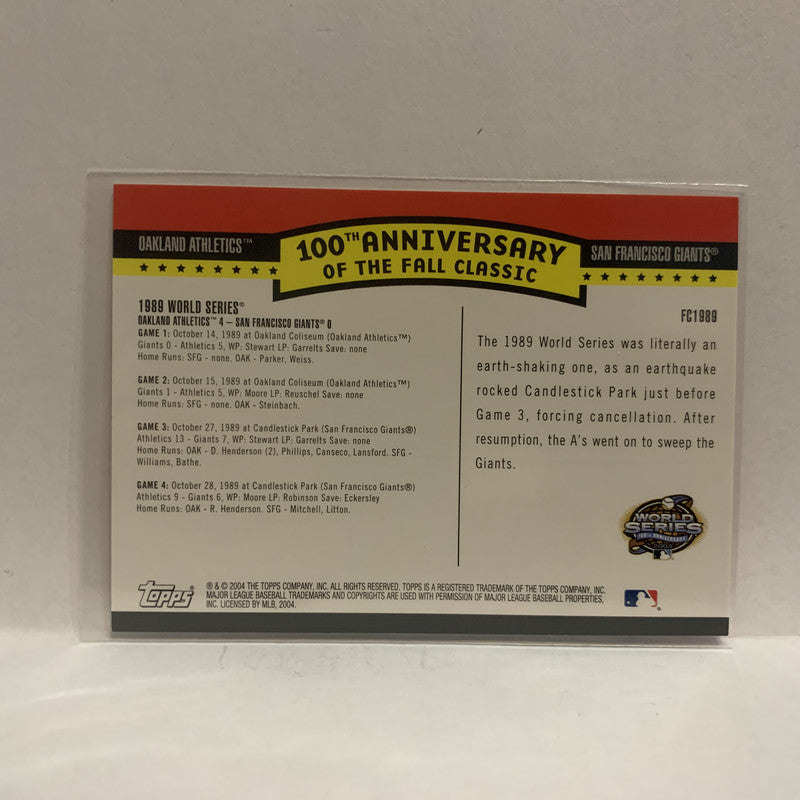 OAKLAND ATHLETICS™
100TH ANNIVERSARY
OF THE FALL CLASSIC
SAN FRANCISCO GIANTS®
1989 WORLD SERIES®
OAKLAND ATHLETICS™ 4 – SAN FRANCISCO GIANTS® 0
GAME 1: October 14, 1989 at Oakland Coliseum (Oakland Athletics™)
Giants 0 - Athletics 5, WP: Stewart LP: Garrelts Save: none
Home Runs: SFG - none. OAK - Parker, Weiss.
GAME 2: October 15, 1989 at Oakland Coliseum (Oakland Athletics™)
Giants 1 - Athletics 5, WP: Moore LP: Reuschel Save: none
Home Runs: SFG - none. OAK - Steinbach.
GAME 3: October 27, 1989 at Candlestick Park (San Francisco Giants®)
Athletics 13 - Giants 7, WP: Stewart LP: Garrelts Save: none
Home Runs: OAK - D. Henderson (2), Phillips, Canseco, Lansford. SFG -
Williams, Bathe.
GAME 4: October 28, 1989 at Candlestick Park (San Francisco Giants®)
Athletics 9 - Giants 6, WP: Moore LP: Robinson Save: Eckersley
Home Runs: OAK - R. Henderson. SFG - Mitchell, Litton.
FC1989
The 1989 World Series was literally an
earth-shaking one, as an earthquake
rocked Candlestick Park just before
Game 3, forcing cancellation. After
resumption, the A's went on to sweep the
Giants.
WORLD
SERIES
100TH ANNIVERSARY
TOPPS
® & © 2004 THE TOPPS COMPANY, INC. ALL RIGHTS RESERVED. TOPPS IS A REGISTERED TRADEMARK OF THE TOPPS COMPANY, INC.
MAJOR LEAGUE BASEBALL TRADEMARKS AND COPYRIGHTS ARE USED WITH PERMISSION OF MAJOR LEAGUE BASEBALL PROPERTIES,
INC. LICENSED BY MLB, 2004.